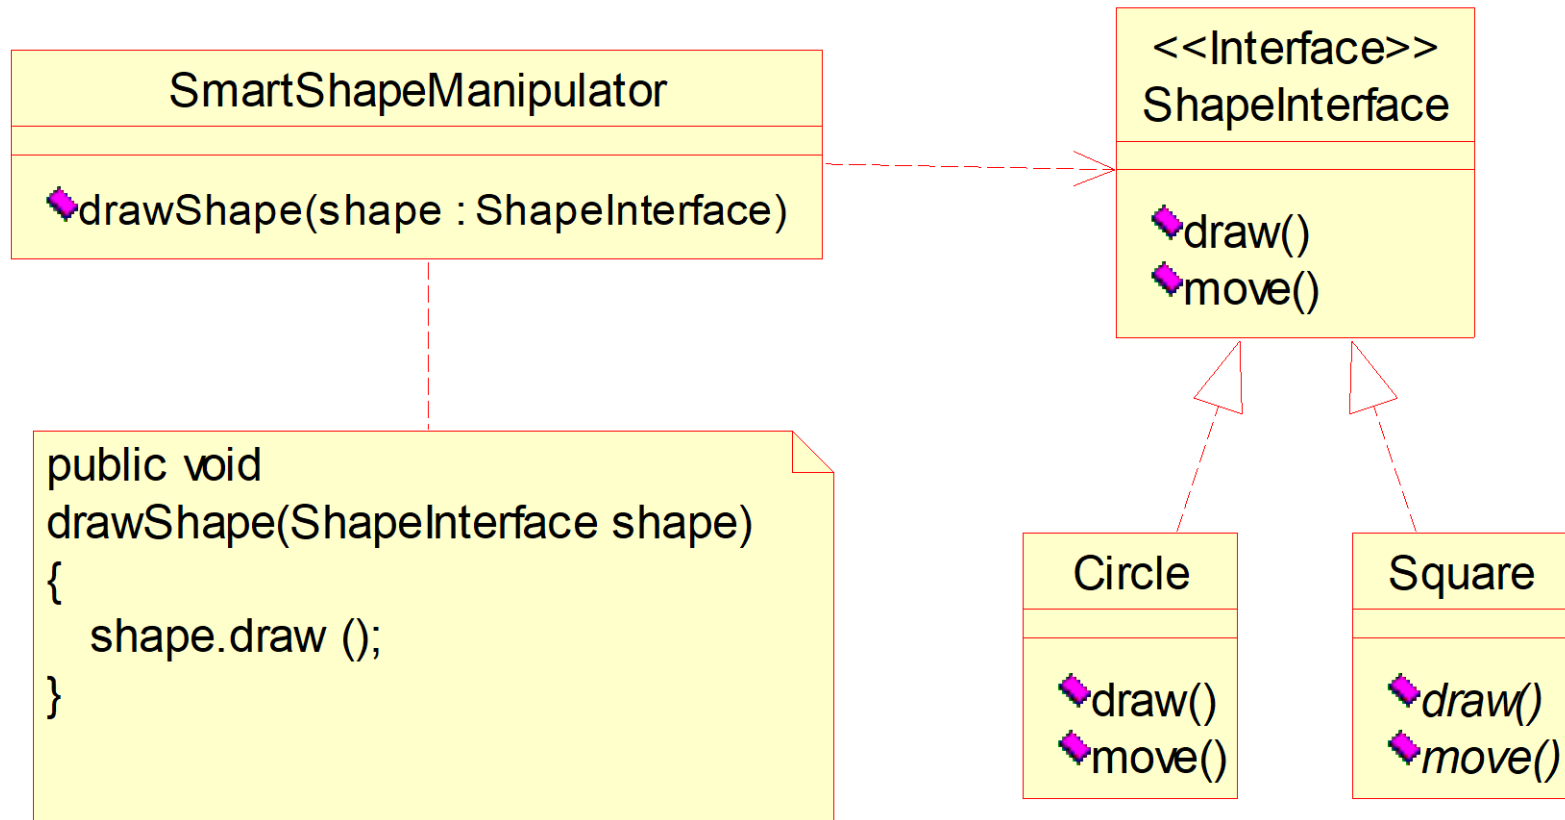 SmartShapeManipulator
drawShape(shape : ShapeInterface)
<<Interface>>
ShapeInterface
draw()
move()
public void
drawShape(ShapeInterface shape)
{
shape.draw ();
}
Circle
draw()
move()
Square
draw()
move()